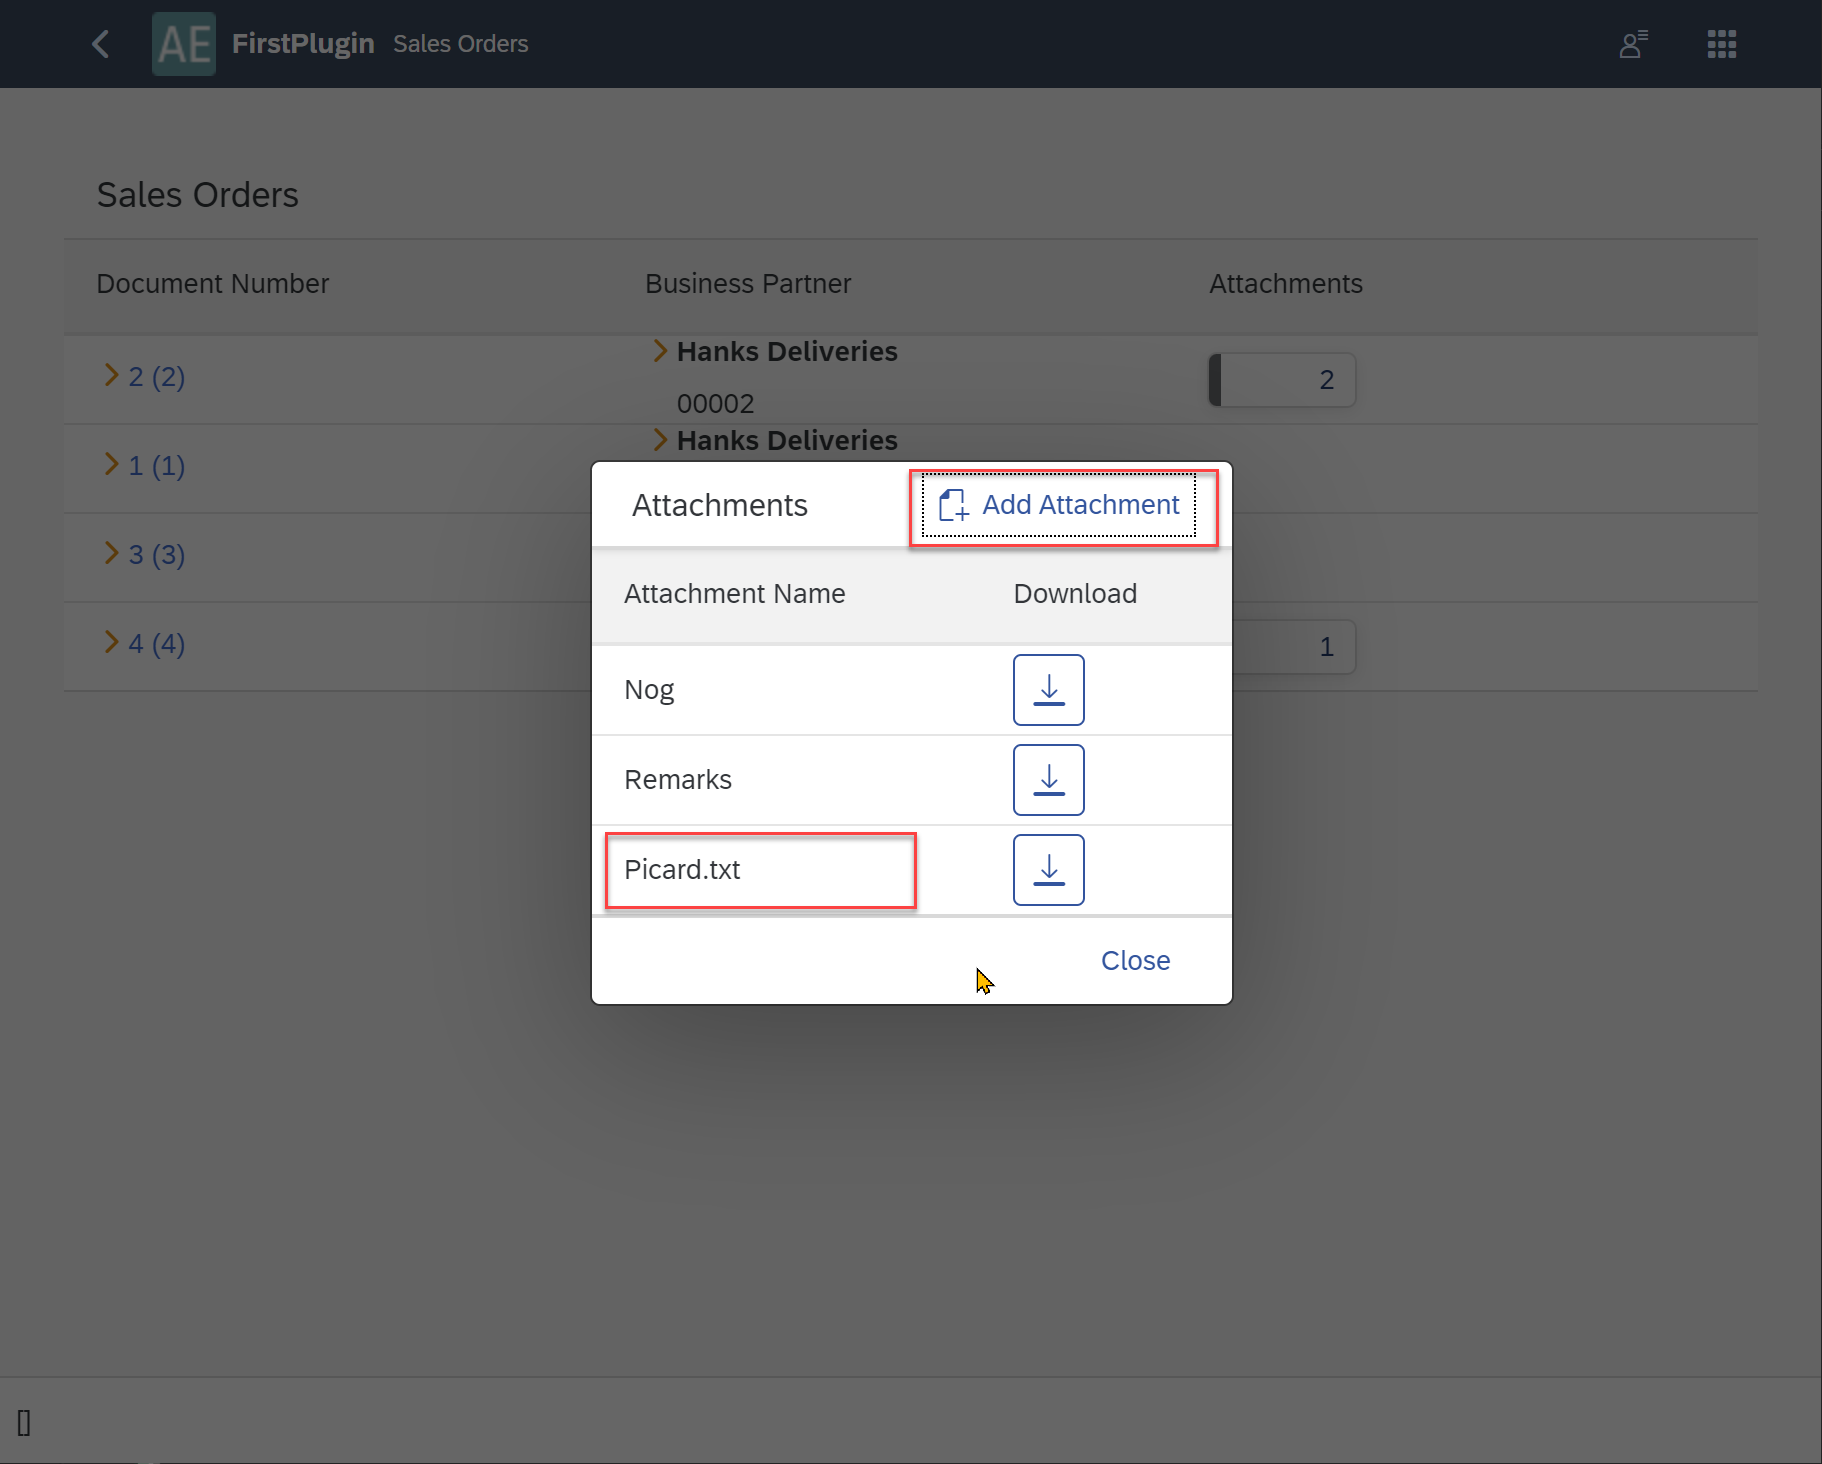 AE FirstPlugin Sales Orders
Sales Orders
Document Number Business Partner Attachments
2 (2) Hanks Deliveries 2
00002
1 (1) Hanks Deliveries
3 (3)
4 (4) 1
Attachments Add Attachment
Attachment Name Download
Nog
Remarks
Picard.txt
Close
[]